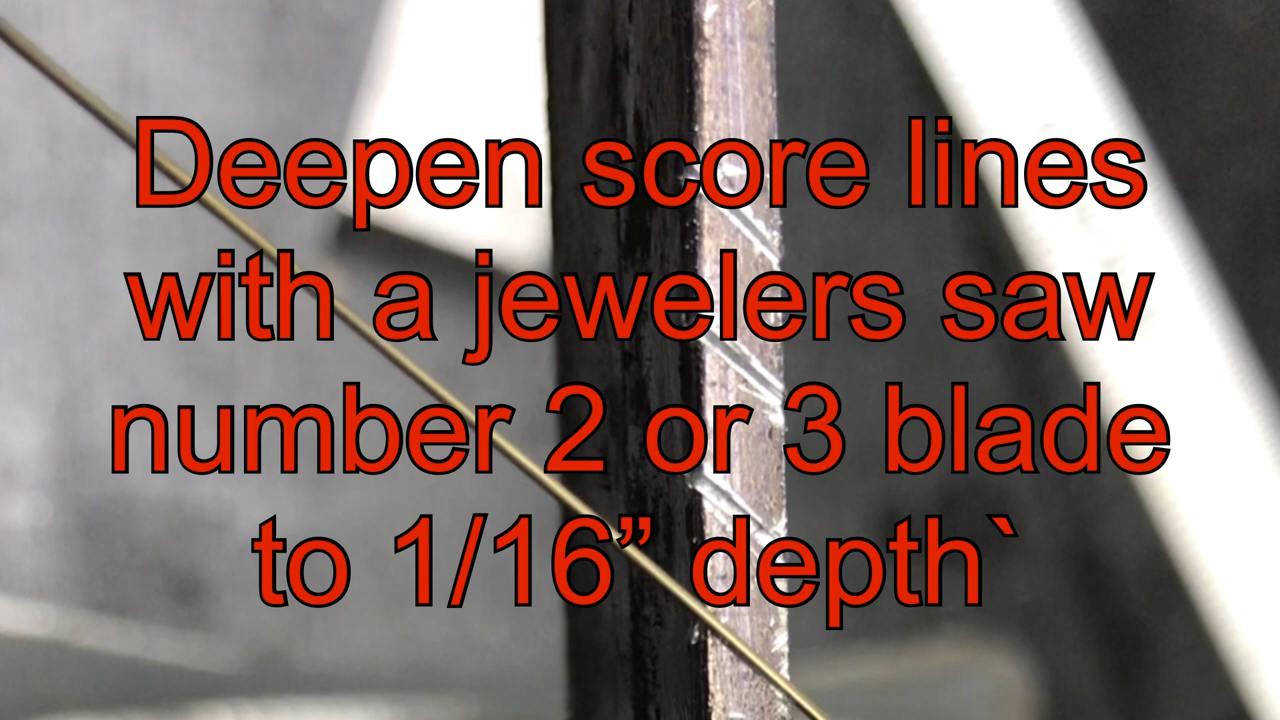 Deepen score lines
with a jewelers saw
number 2 or 3 blade
to 1/16” depth`